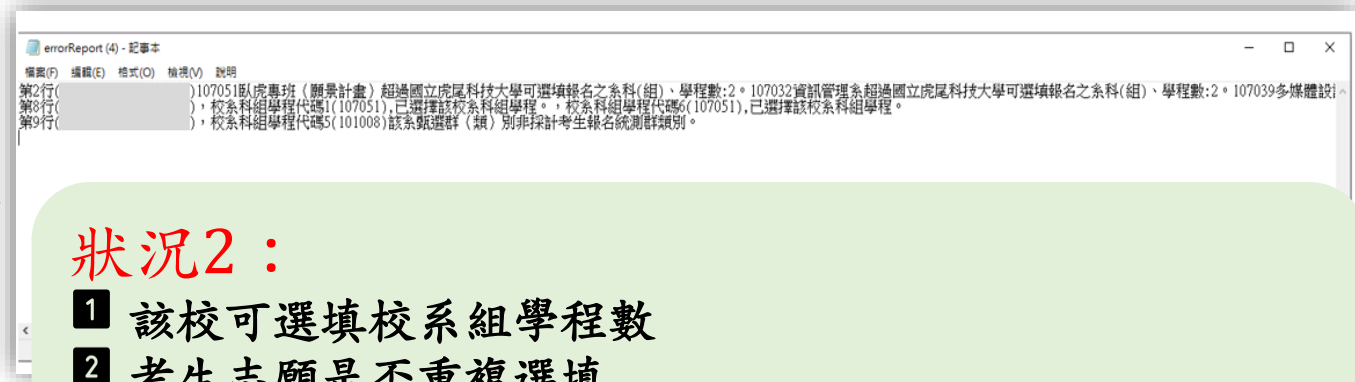 errorReport (4) - 記事本
檔案(F) 編輯(E) 格式(O) 檢視(V) 說明
第2行( )107051臥虎專班（願景計畫）超過國立虎尾科技大學可選填報名之系科(組)、學程數:2。107032資訊管理系超過國立虎尾科技大學可選填報名之系科(組)、學程數:2。107039多媒體設
第8行( )，校系科組學程代碼1(107051),已選擇該校系科組學程。，校系科組學程代碼6(107051),已選擇該校系科組學程。
第9行( )，校系科組學程代碼5(101008)該系甄選群（類）別非採計考生報名統測群類別。
狀況2：
1 該校可選填校系組學程數
2 考生志願是否重複選填